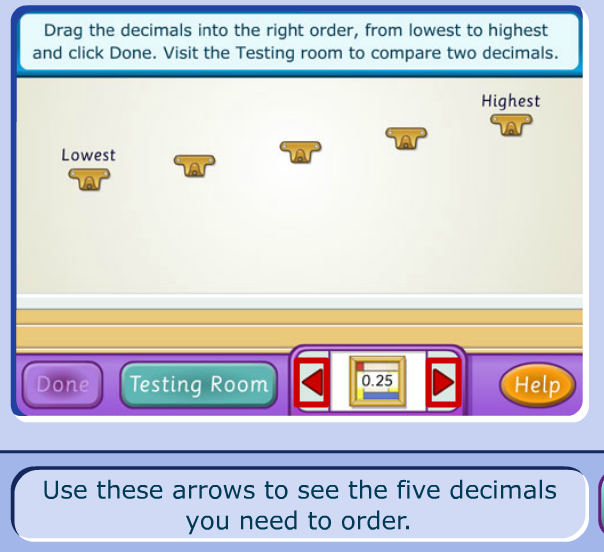 Drag the decimals into the right order, from lowest to highest
and click Done. Visit the Testing room to compare two decimals.
Highest
Lowest
Done
Testing Room
0.25
Help
Use these arrows to see the five decimals
you need to order.